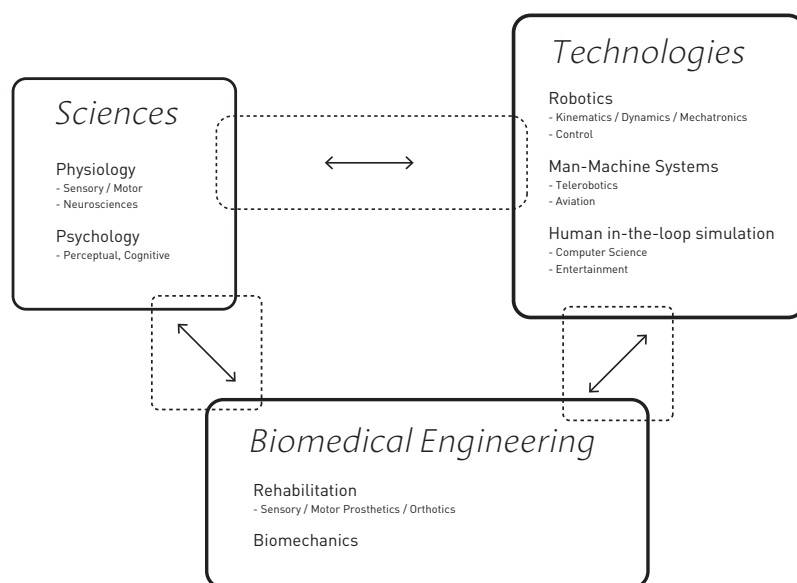 Sciences
Physiology
- Sensory / Motor
- Neurosciences
Psychology
- Perceptual, Cognitive
Technologies
Robotics
- Kinematics / Dynamics / Mechatronics
- Control
Man-Machine Systems
- Telerobotics
- Aviation
Human in-the-loop simulation
- Computer Science
- Entertainment
Biomedical Engineering
Rehabilitation
- Sensory / Motor Prosthetics / Orthotics
Biomechanics